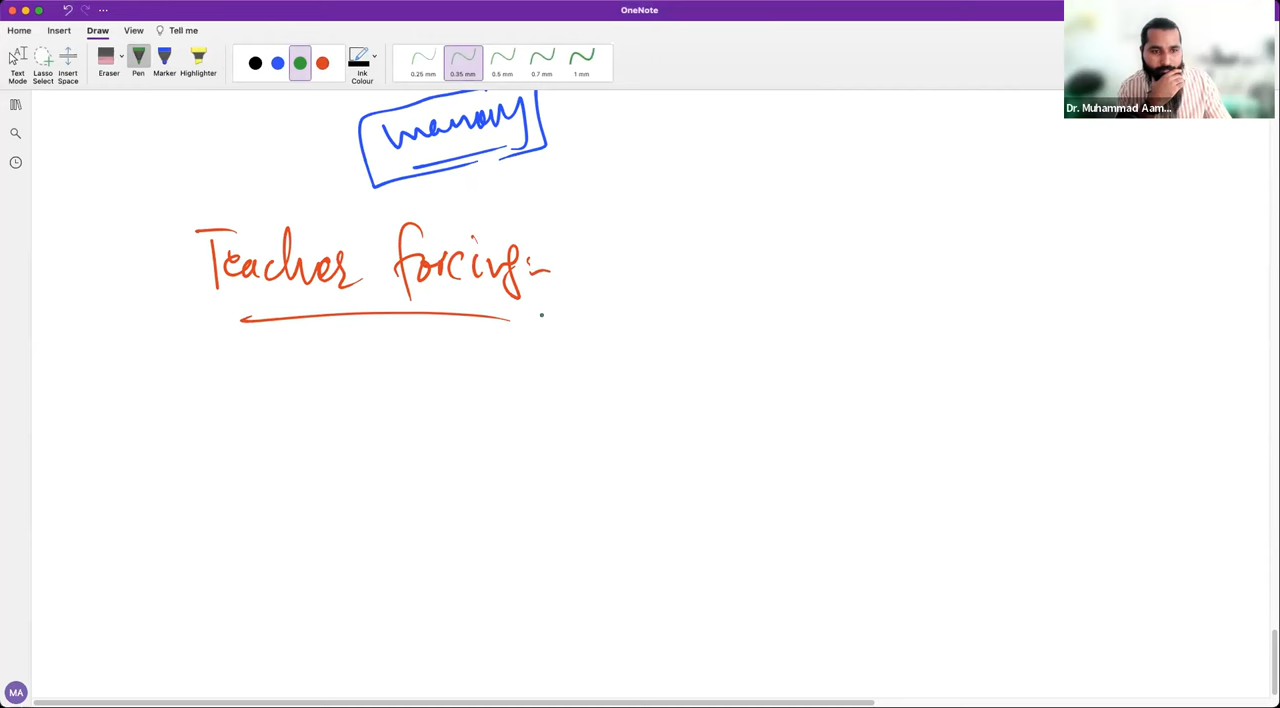 OneNote
Home Insert Draw View Tell me
Text Mode
Lasso Select
Insert Space
Eraser
Pen
Marker
Highlighter
Ink Colour
0.25 mm
0.35 mm
0.5 mm
0.7 mm
1 mm
Dr. Muhammad Aam...
memory
Teacher forcing:-
MA